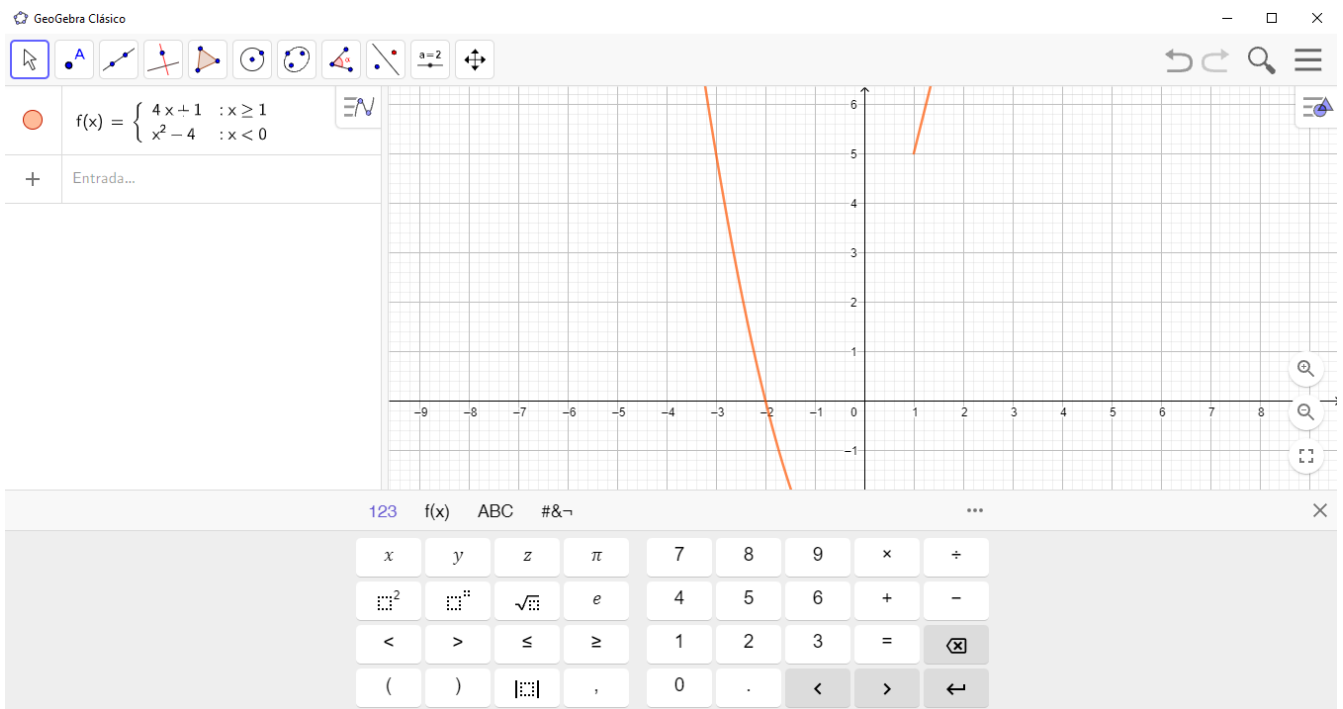 GeoGebra Clásico
A
α
a=2
f(x) = { 4 x + 1 : x ≥ 1
x² − 4 : x < 0
+ Entrada...
6
5
4
3
2
1
−9 −8 −7 −6 −5 −4 −3 −2 −1 0 1 2 3 4 5 6 7 8
−1
123 f(x) ABC #&¬ ...
x y z π 7 8 9 × ÷
² √ e 4 5 6 + −
< > ≤ ≥ 1 2 3 =
( ) | | , 0 . < >